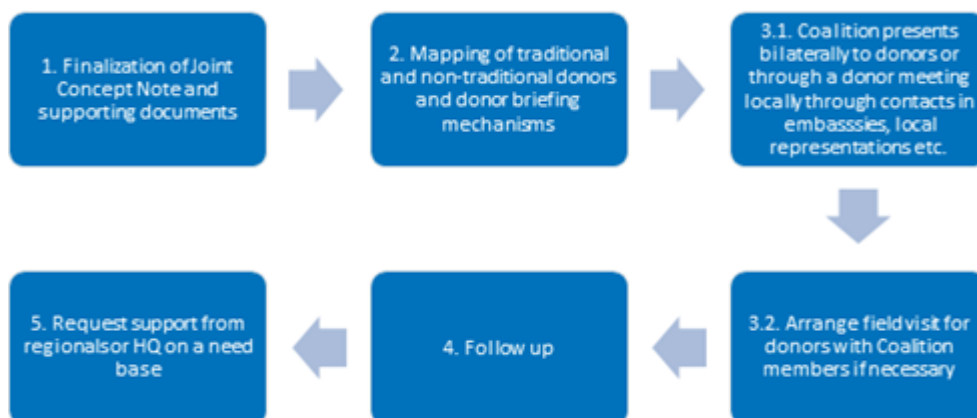 1. Finalization of Joint
Concept Note and
supporting documents
2. Mapping of traditional
and non-traditional donors
and donor briefing
mechanisms
3.1. Coalition presents
bilaterally to donors or
through a donor meeting
locally through contacts in
embasssies, local
representations etc.
3.2. Arrange field visit for
donors with Coalition
members if necessary
4. Follow up
5. Request support from
regionals or HQ on a need
base